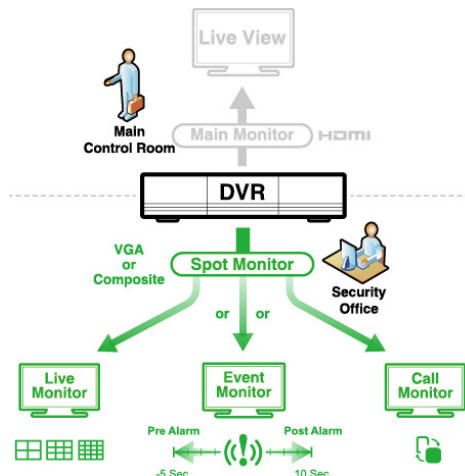 Live View
Main
Control Room
Main Monitor
HDMI
DVR
VGA
or
Composite
Spot Monitor
Security
Office
or or
Live
Monitor
Event
Monitor
Call
Monitor
Pre Alarm
Post Alarm
-5 Sec
10 Sec